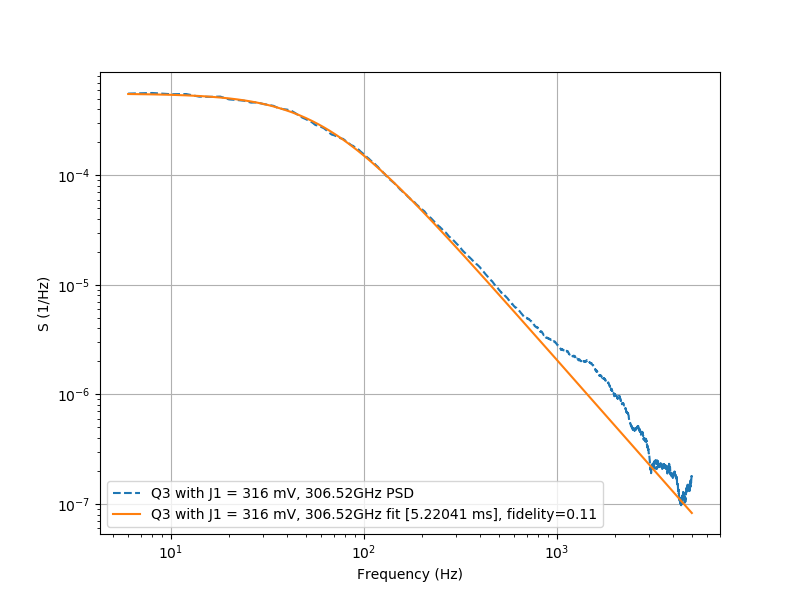 S (1/Hz)
10⁻⁴
10⁻⁵
10⁻⁶
10⁻⁷
Q3 with J1 = 316 mV, 306.52GHz PSD
Q3 with J1 = 316 mV, 306.52GHz fit [5.22041 ms], fidelity=0.11
10¹ 10² 10³
Frequency (Hz)